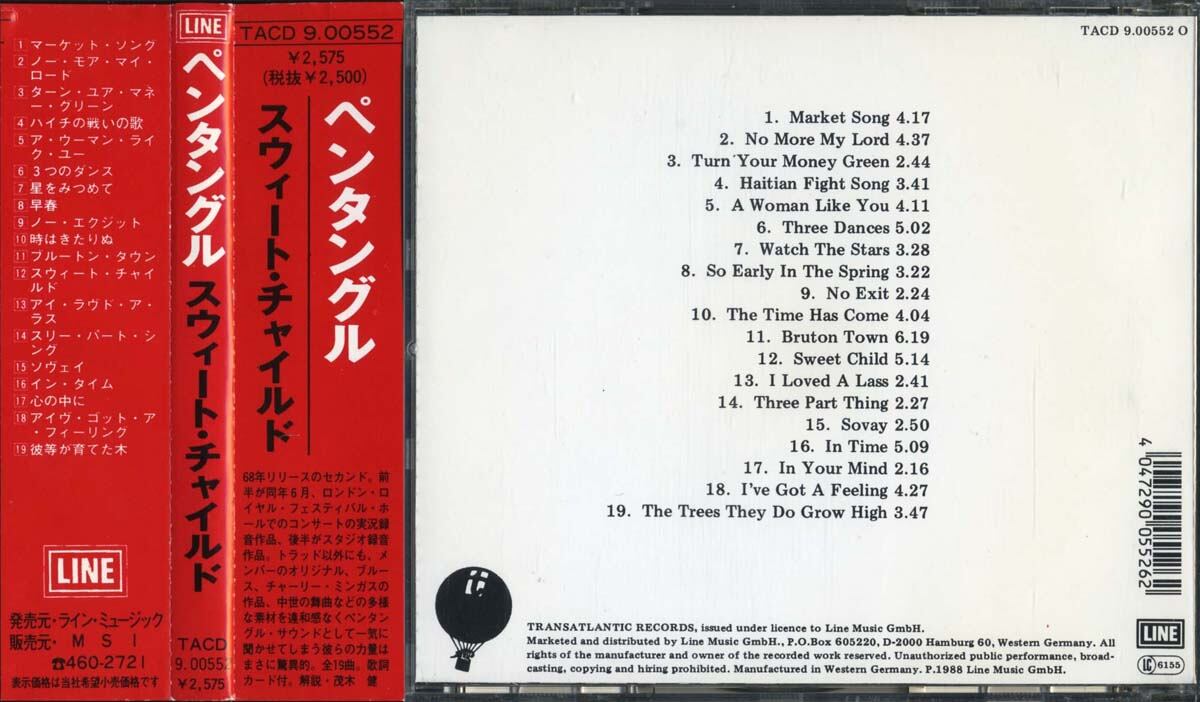 1 マーケット・ソング
2 ノー・モア・マイ・
ロード
3 ターン・ユア・マネ
ー・グリーン
4 ハイチの戦いの歌
5 ア・ウーマン・ライ
ク・ユー
6 3つのダンス
7 星をみつめて
8 早春
9 ノー・エクジット
10 時はきたりぬ
11 ブルートン・タウン
12 スウィート・チャイ
ルド
13 アイ・ラヴド・ア・
ラス
14 スリー・パート・シ
ング
15 ソヴェイ
16 イン・タイム
17 心の中に
18 アイヴ・ゴット・ア
・フィーリング
19 彼等が育てた木
LINE
発売元・ライン・ミュージック
販売元・MSI
☎460-2721
表示価格は当社希望小売価格です
LINE
ペンタングル
スウィート・チャイルド
TACD
9.00552
¥2,575
TACD 9.00552
¥2,575
(税抜¥2,500)
ペンタングル
スウィート・チャイルド
68年リリースのセカンド。前
半が同年6月、ロンドン・ロ
イヤル・フェスティバル・ホ
ールでのコンサートの実況録
音作品、後半がスタジオ録音
作品。トラッド以外にも、メ
ンバーのオリジナル、ブルー
ス、チャーリー・ミンガスの
作品、中世の舞曲などの多様
な素材を違和感なくペンタン
グル・サウンドとして一気に
聞かせてしまう彼らの力量は
まさに驚異的。全19曲。歌詞
カード付。解説・茂木 健
TACD 9.00552 O
1. Market Song 4.17
2. No More My Lord 4.37
3. Turn Your Money Green 2.44
4. Haitian Fight Song 3.41
5. A Woman Like You 4.11
6. Three Dances 5.02
7. Watch The Stars 3.28
8. So Early In The Spring 3.22
9. No Exit 2.24
10. The Time Has Come 4.04
11. Bruton Town 6.19
12. Sweet Child 5.14
13. I Loved A Lass 2.41
14. Three Part Thing 2.27
15. Sovay 2.50
16. In Time 5.09
17. In Your Mind 2.16
18. I've Got A Feeling 4.27
19. The Trees They Do Grow High 3.47
4 047290 055262
TRANSATLANTIC RECORDS, issued under licence to Line Music GmbH.
Marketed and distributed by Line Music GmbH., P.O.Box 605220, D-2000 Hamburg 60, Western Germany. All
rights of the manufacturer and owner of the recorded work reserved. Unauthorized public performance, broad-
casting, copying and hiring prohibited. Manufactured in Western Germany. P.1988 Line Music GmbH.
LINE
LC 6155